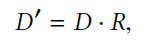 D′ = D · R,